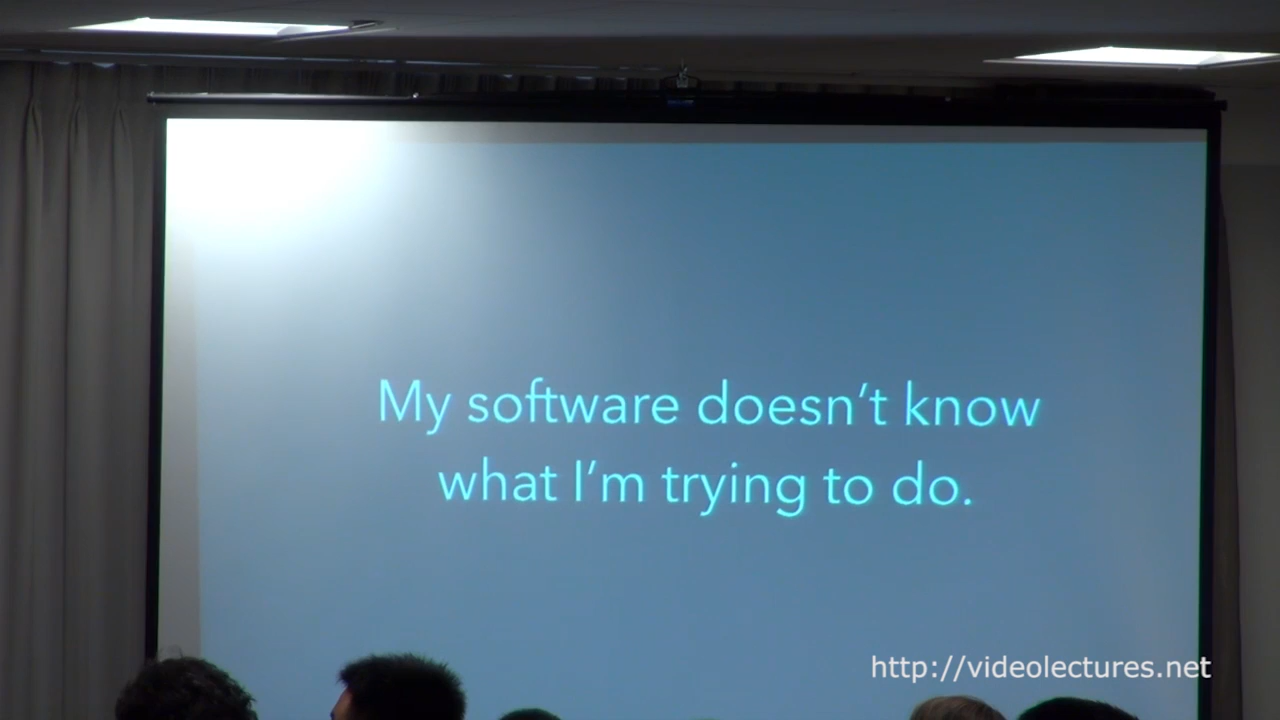 My software doesn’t know
what I’m trying to do.
http://videolectures.net